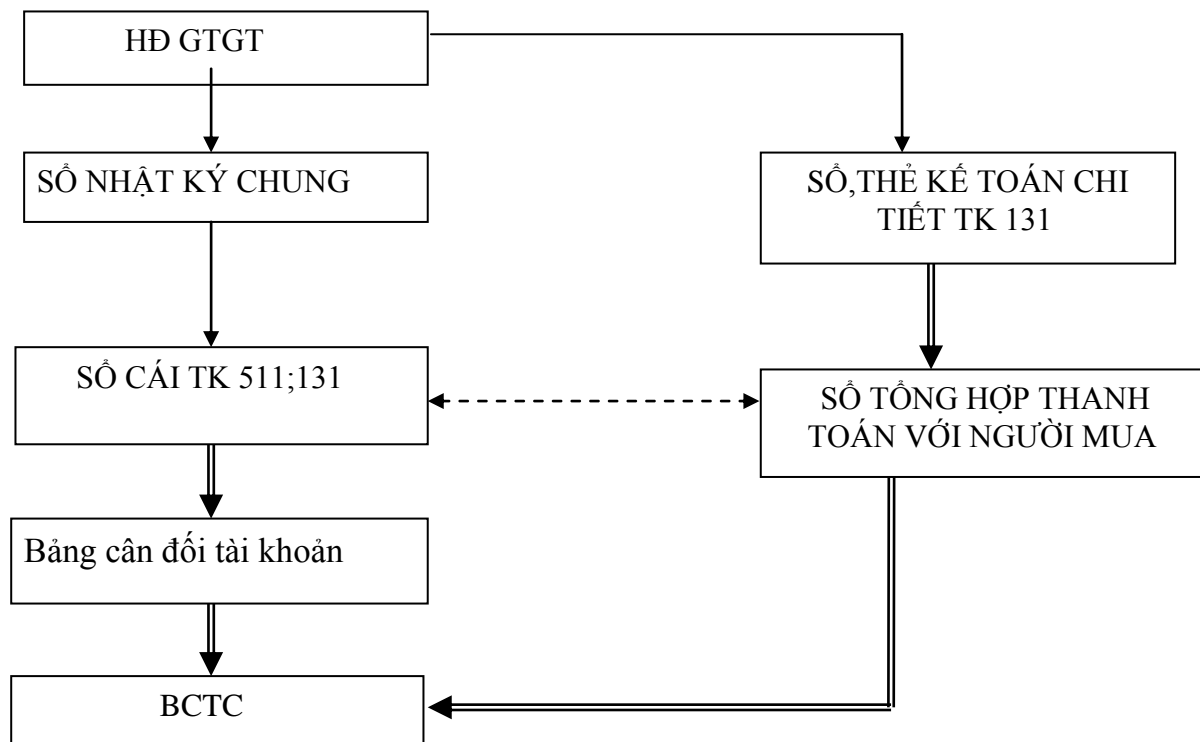 HĐ GTGT
SỔ NHẬT KÝ CHUNG
SỔ,THẺ KẾ TOÁN CHI
TIẾT TK 131
SỔ CÁI TK 511;131
SỔ TỔNG HỢP THANH
TOÁN VỚI NGƯỜI MUA
Bảng cân đối tài khoản
BCTC